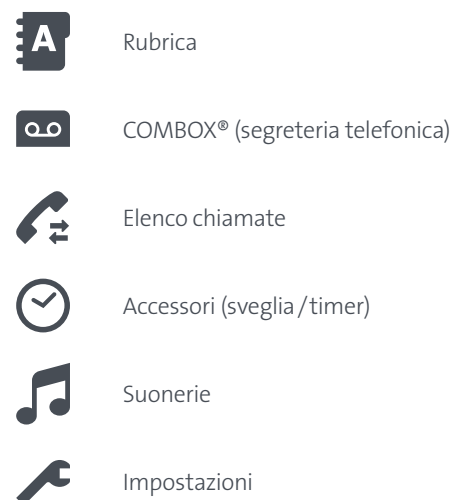 A Rubrica
COMBOX® (segreteria telefonica)
Elenco chiamate
Accessori (sveglia/timer)
Suonerie
Impostazioni